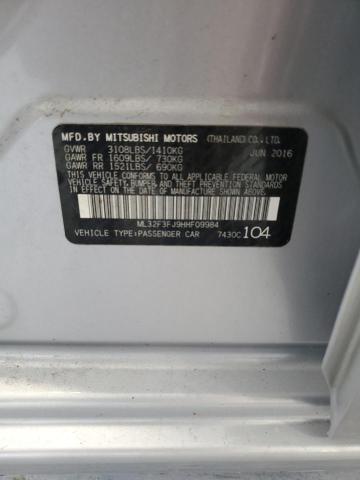 MFD.BY MITSUBISHI MOTORS (THAILAND) CO., LTD.
GVWR 3108LBS/1410KG JUN 2016
GAWR FR 1609LBS/ 730KG
GAWR RR 1521LBS/ 690KG
THIS VEHICLE CONFORMS TO ALL APPLICABLE FEDERAL MOTOR
VEHICLE SAFETY, BUMPER, AND THEFT PREVENTION STANDARDS
IN EFFECT ON THE DATE OF MANUFACTURE SHOWN ABOVE.
ML32F3FJ9HHF09984
VEHICLE TYPE:PASSENGER CAR 7430C 104